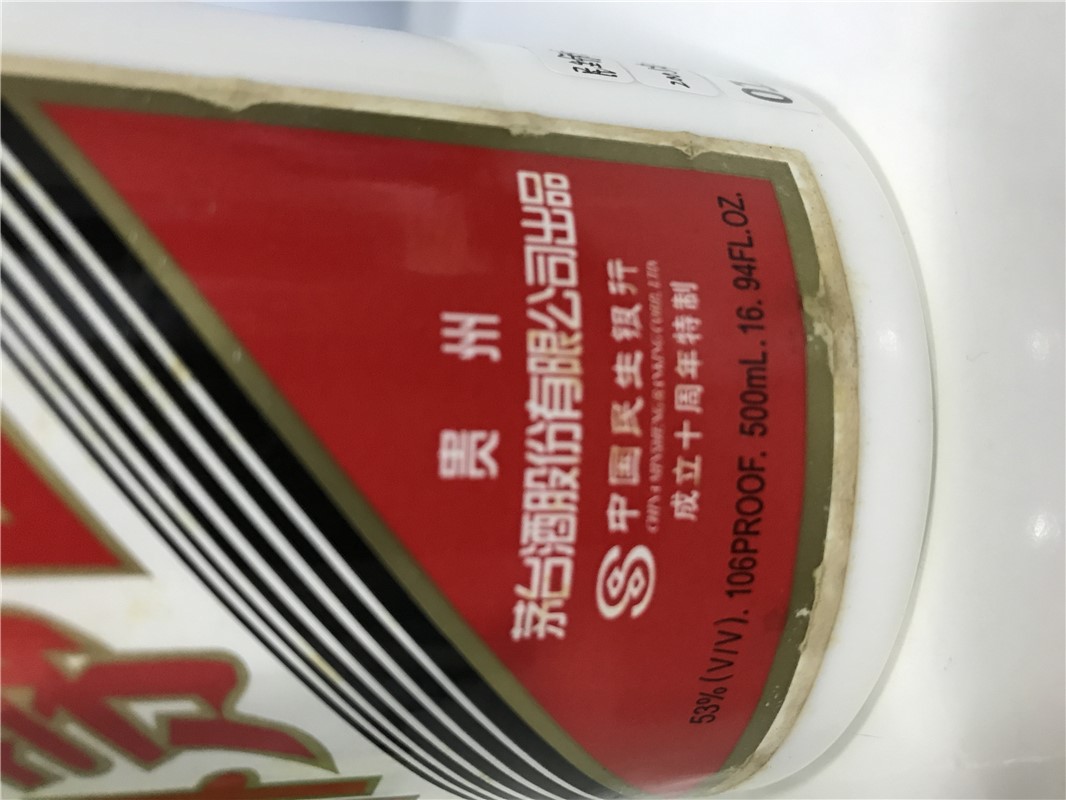 贵州
茅台酒股份有限公司出品
中国民生银行
CHINA MINSHENG BANKING CORP., LTD
成立十周年特制
53%(V/V). 106PROOF. 500mL. 16. 94FL.OZ.